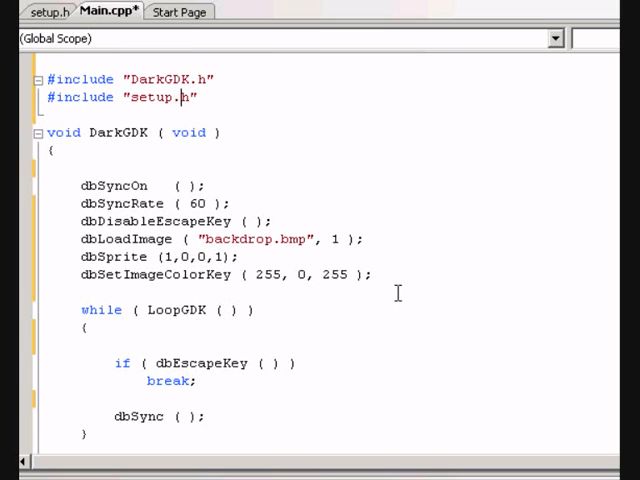 setup.h Main.cpp* Start Page
(Global Scope)
#include "DarkGDK.h"
#include "setup.h"
void DarkGDK ( void )
{
dbSyncOn ( );
dbSyncRate ( 60 );
dbDisableEscapeKey ( );
dbLoadImage ( "backdrop.bmp", 1 );
dbSprite (1,0,0,1);
dbSetImageColorKey ( 255, 0, 255 );
while ( LoopGDK ( ) )
{
if ( dbEscapeKey ( ) )
break;
dbSync ( );
}